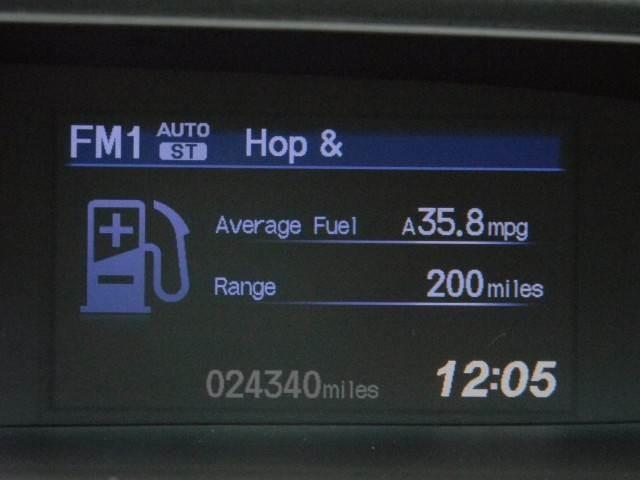 FM1 AUTO ST Hop &
Average Fuel A35.8mpg
Range 200miles
024340miles 12:05